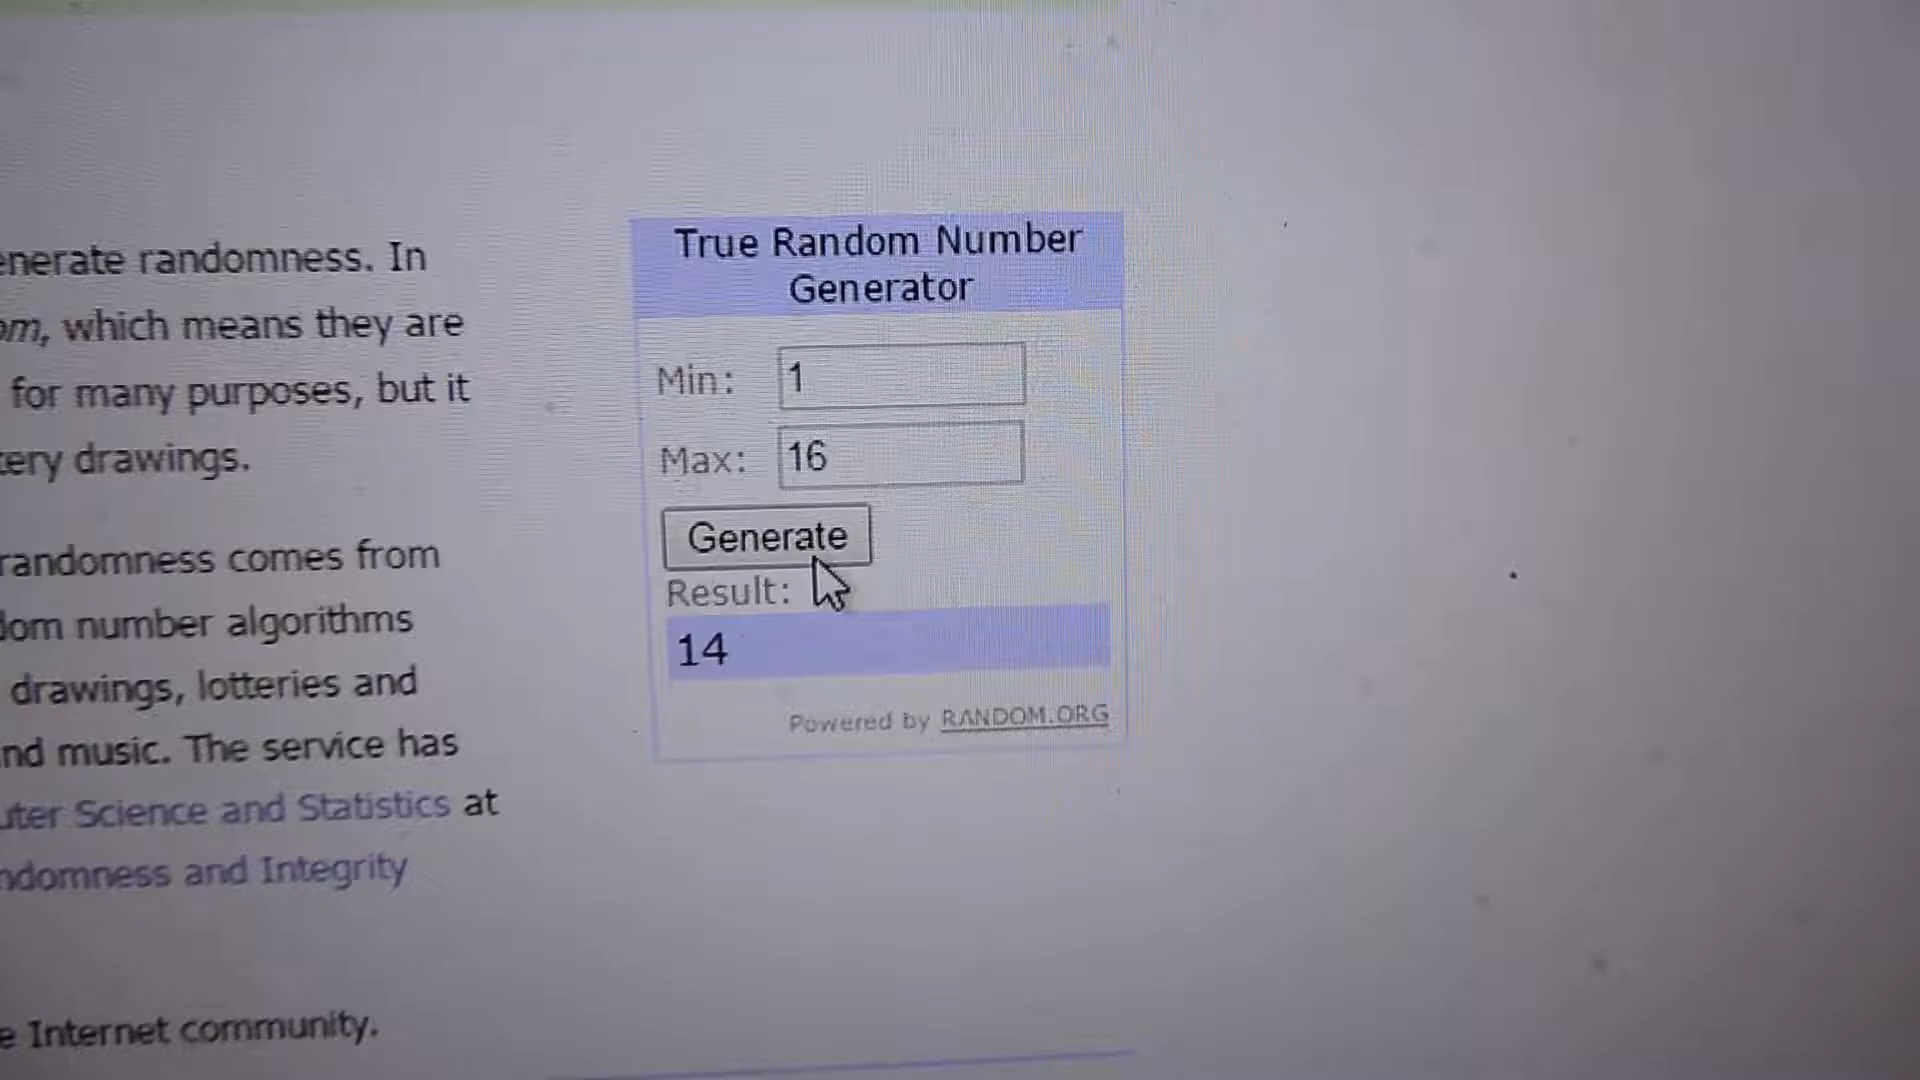 enerate randomness. In
om, which means they are
for many purposes, but it
tery drawings.
randomness comes from
dom number algorithms
drawings, lotteries and
nd music. The service has
uter Science and Statistics at
ndomness and Integrity
e Internet community.
True Random Number
Generator
Min: 1
Max: 16
Generate
Result:
14
Powered by RANDOM.ORG